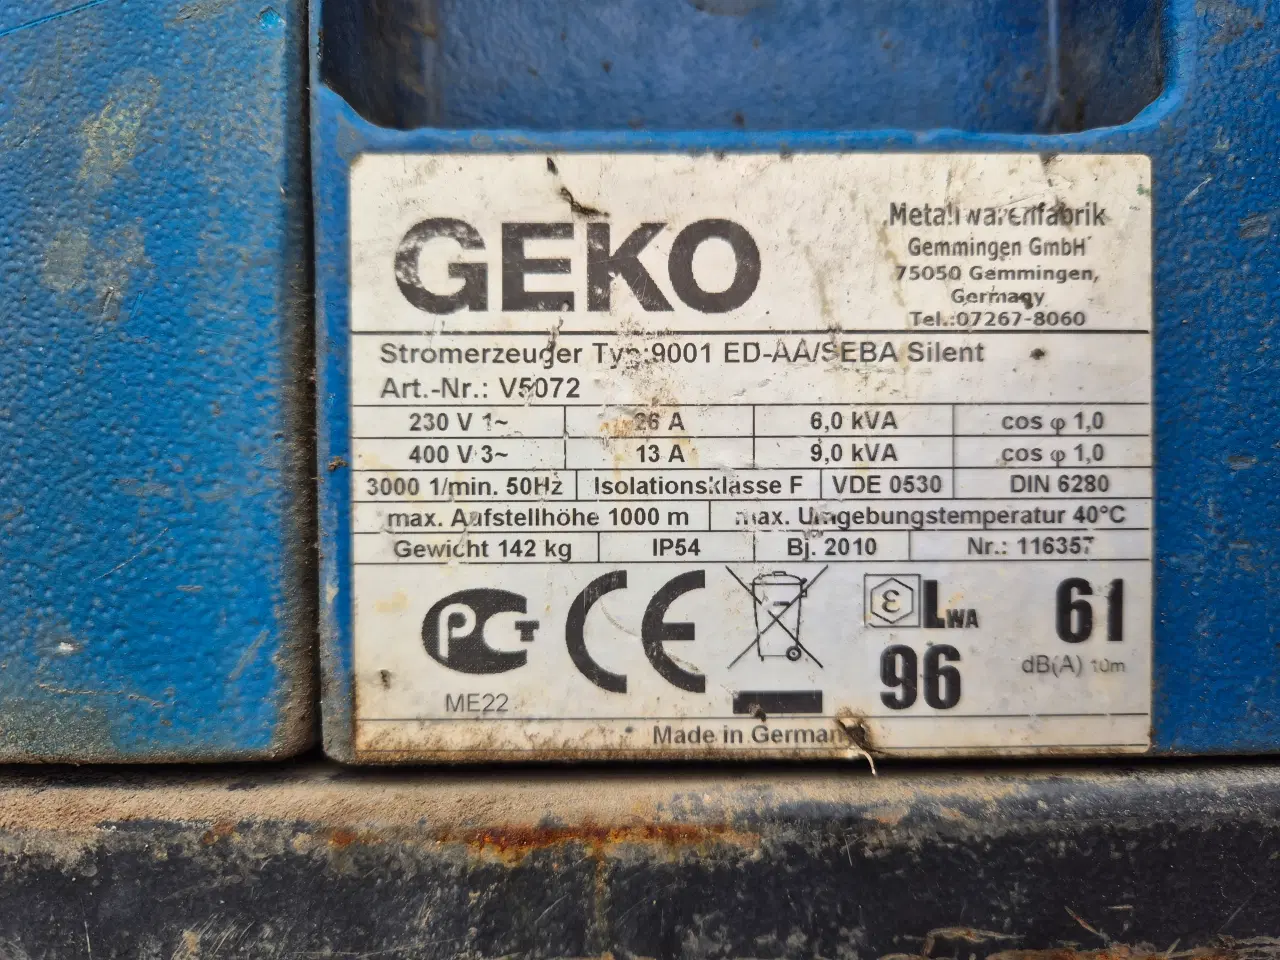 GEKO
Metallwarenfabrik
Gemmingen GmbH
75050 Gemmingen,
Germany
Tel.:07267-8060
Stromerzeuger Typ:9001 ED-AA/SEBA Silent
Art.-Nr.: V5072
230 V 1~ 26 A 6,0 kVA cos φ 1,0
400 V 3~ 13 A 9,0 kVA cos φ 1,0
3000 1/min. 50Hz Isolationsklasse F VDE 0530 DIN 6280
max. Aufstellhöhe 1000 m max. Umgebungstemperatur 40°C
Gewicht 142 kg IP54 Bj. 2010 Nr.: 116357
РСТ CE ε LWA 61
96 dB(A) 10m
ME22
Made in Germany